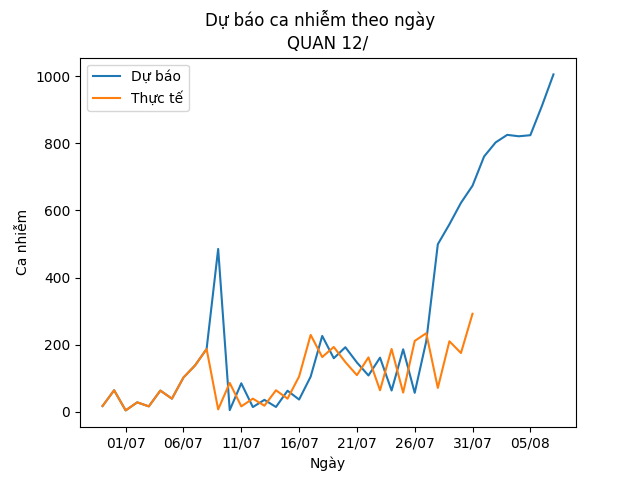 Dự báo ca nhiễm theo ngày
QUAN 12/
Dự báo
Thực tế
Ca nhiễm
1000
800
600
400
200
0
01/07 06/07 11/07 16/07 21/07 26/07 31/07 05/08
Ngày